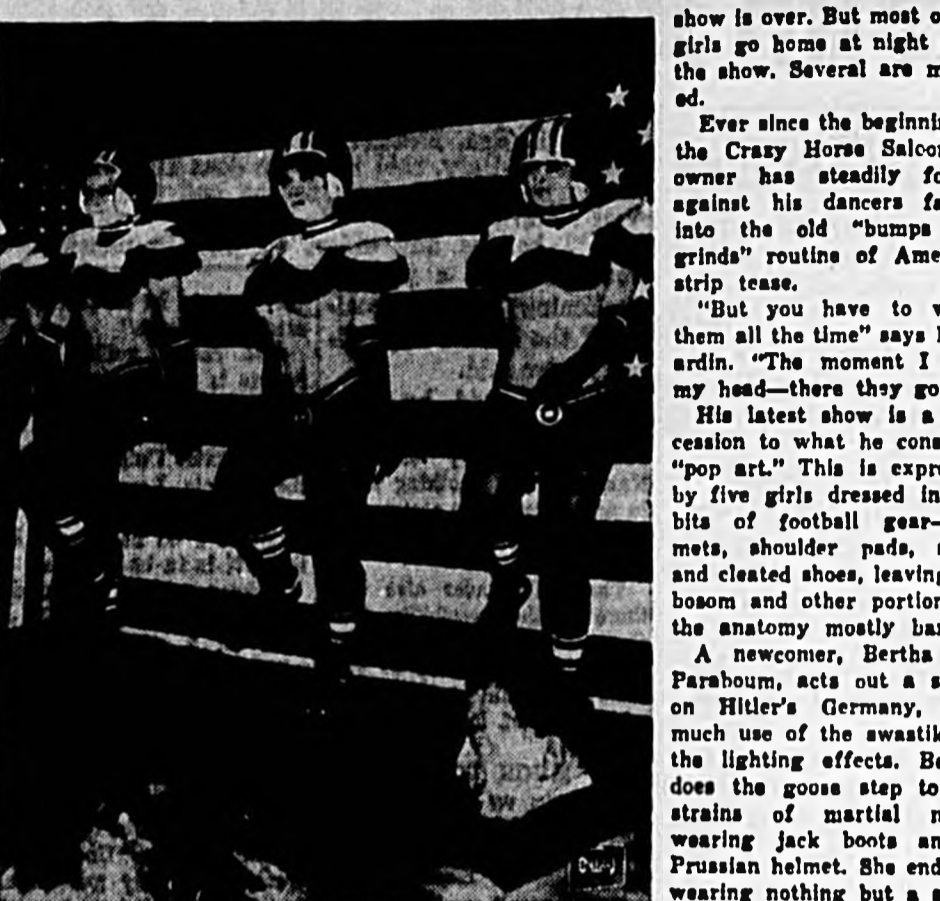 show is over. But most o
girls go home at night
the show. Several are m
ed.
Ever since the beginnin
the Crazy Horse Saloon
owner has steadily fo
against his dancers fa
into the old "bumps
grinds" routine of Ame
strip tease.
"But you have to w
them all the time" says
ardin. "The moment I
my head—there they go
His latest show is a
cession to what he cons
"pop art." This is expre
by five girls dressed in
bits of football gear—
mets, shoulder pads,
and cleated shoes, leaving
bosom and other portion
the anatomy mostly bar
A newcomer, Bertha
Paraboum, acts out a s
on Hitler's Germany,
much use of the swastik
the lighting effects. Be
does the goose step to
strains of martial m
wearing jack boots an
Prussian helmet. She end
wearing nothing but a s